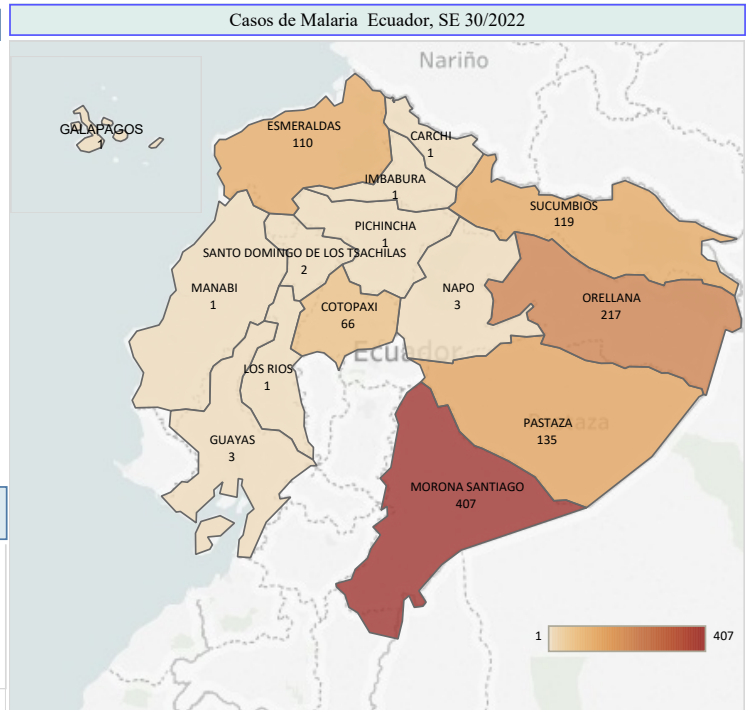 Casos de Malaria Ecuador, SE 30/2022
Nariño
GALAPAGOS
1
ESMERALDAS
110
CARCHI
1
IMBABURA
1
SUCUMBIOS
119
PICHINCHA
1
SANTO DOMINGO DE LOS TSACHILAS
2
MANABI
1
COTOPAXI
66
NAPO
3
ORELLANA
217
Ecuador
LOS RIOS
1
Pastaza
PASTAZA
135
GUAYAS
3
MORONA SANTIAGO
407
1
407